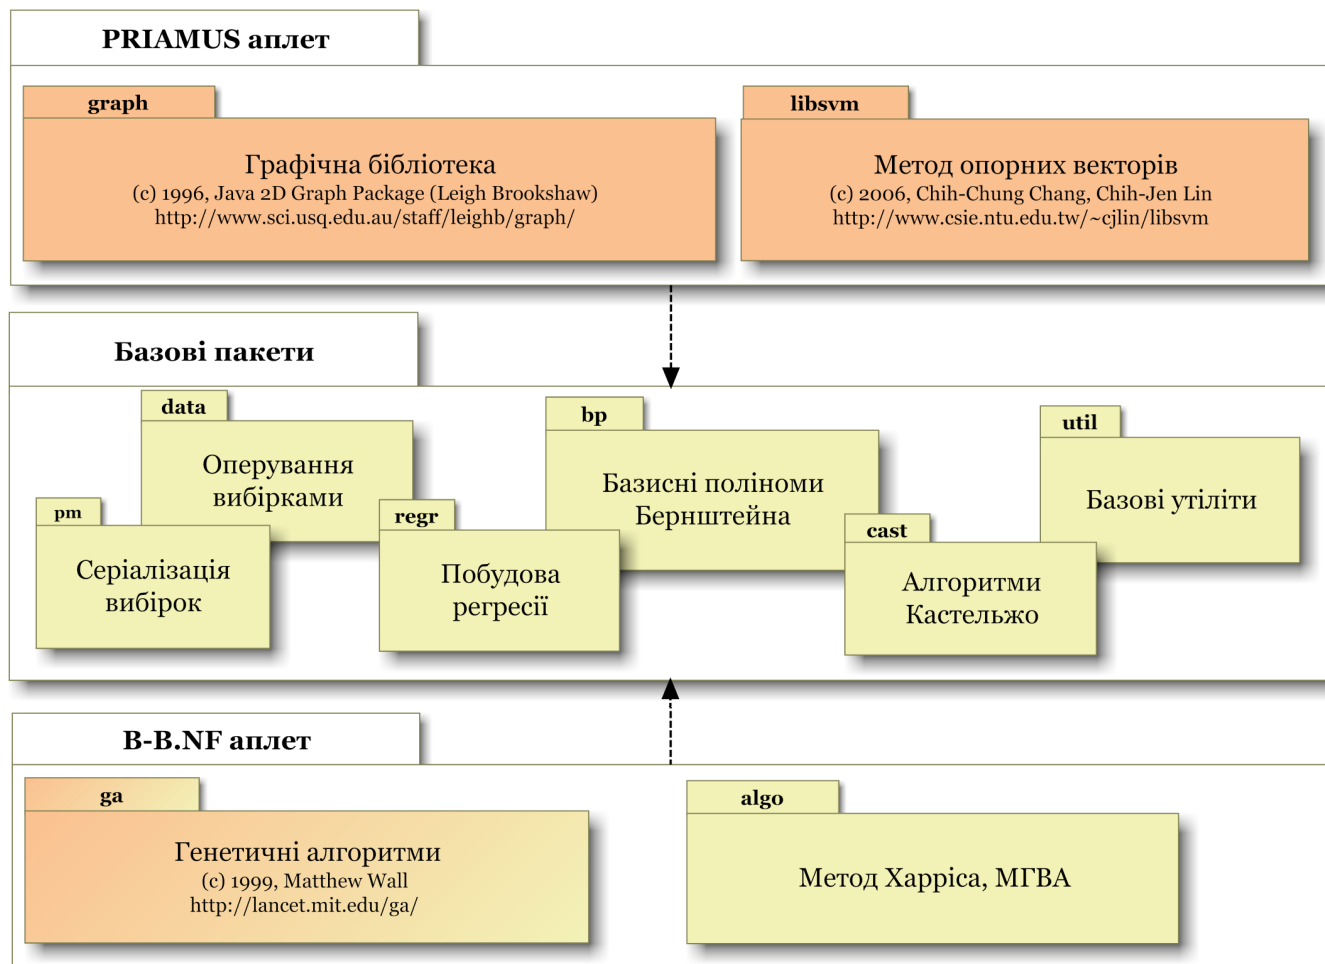 PRIAMUS аплет
graph
Графічна бібліотека
(c) 1996, Java 2D Graph Package (Leigh Brookshaw)
http://www.sci.usq.edu.au/staff/leighb/graph/
libsvm
Метод опорних векторів
(c) 2006, Chih-Chung Chang, Chih-Jen Lin
http://www.csie.ntu.edu.tw/~cjlin/libsvm
Базові пакети
data
Оперування
вибірками
bp
Базисні поліноми
Бернштейна
util
Базові утіліти
pm
Серіалізація
вибірок
regr
Побудова
регресії
cast
Алгоритми
Кастельжо
B-B.NF аплет
ga
Генетичні алгоритми
(c) 1999, Matthew Wall
http://lancet.mit.edu/ga/
algo
Метод Харріса, МГВА